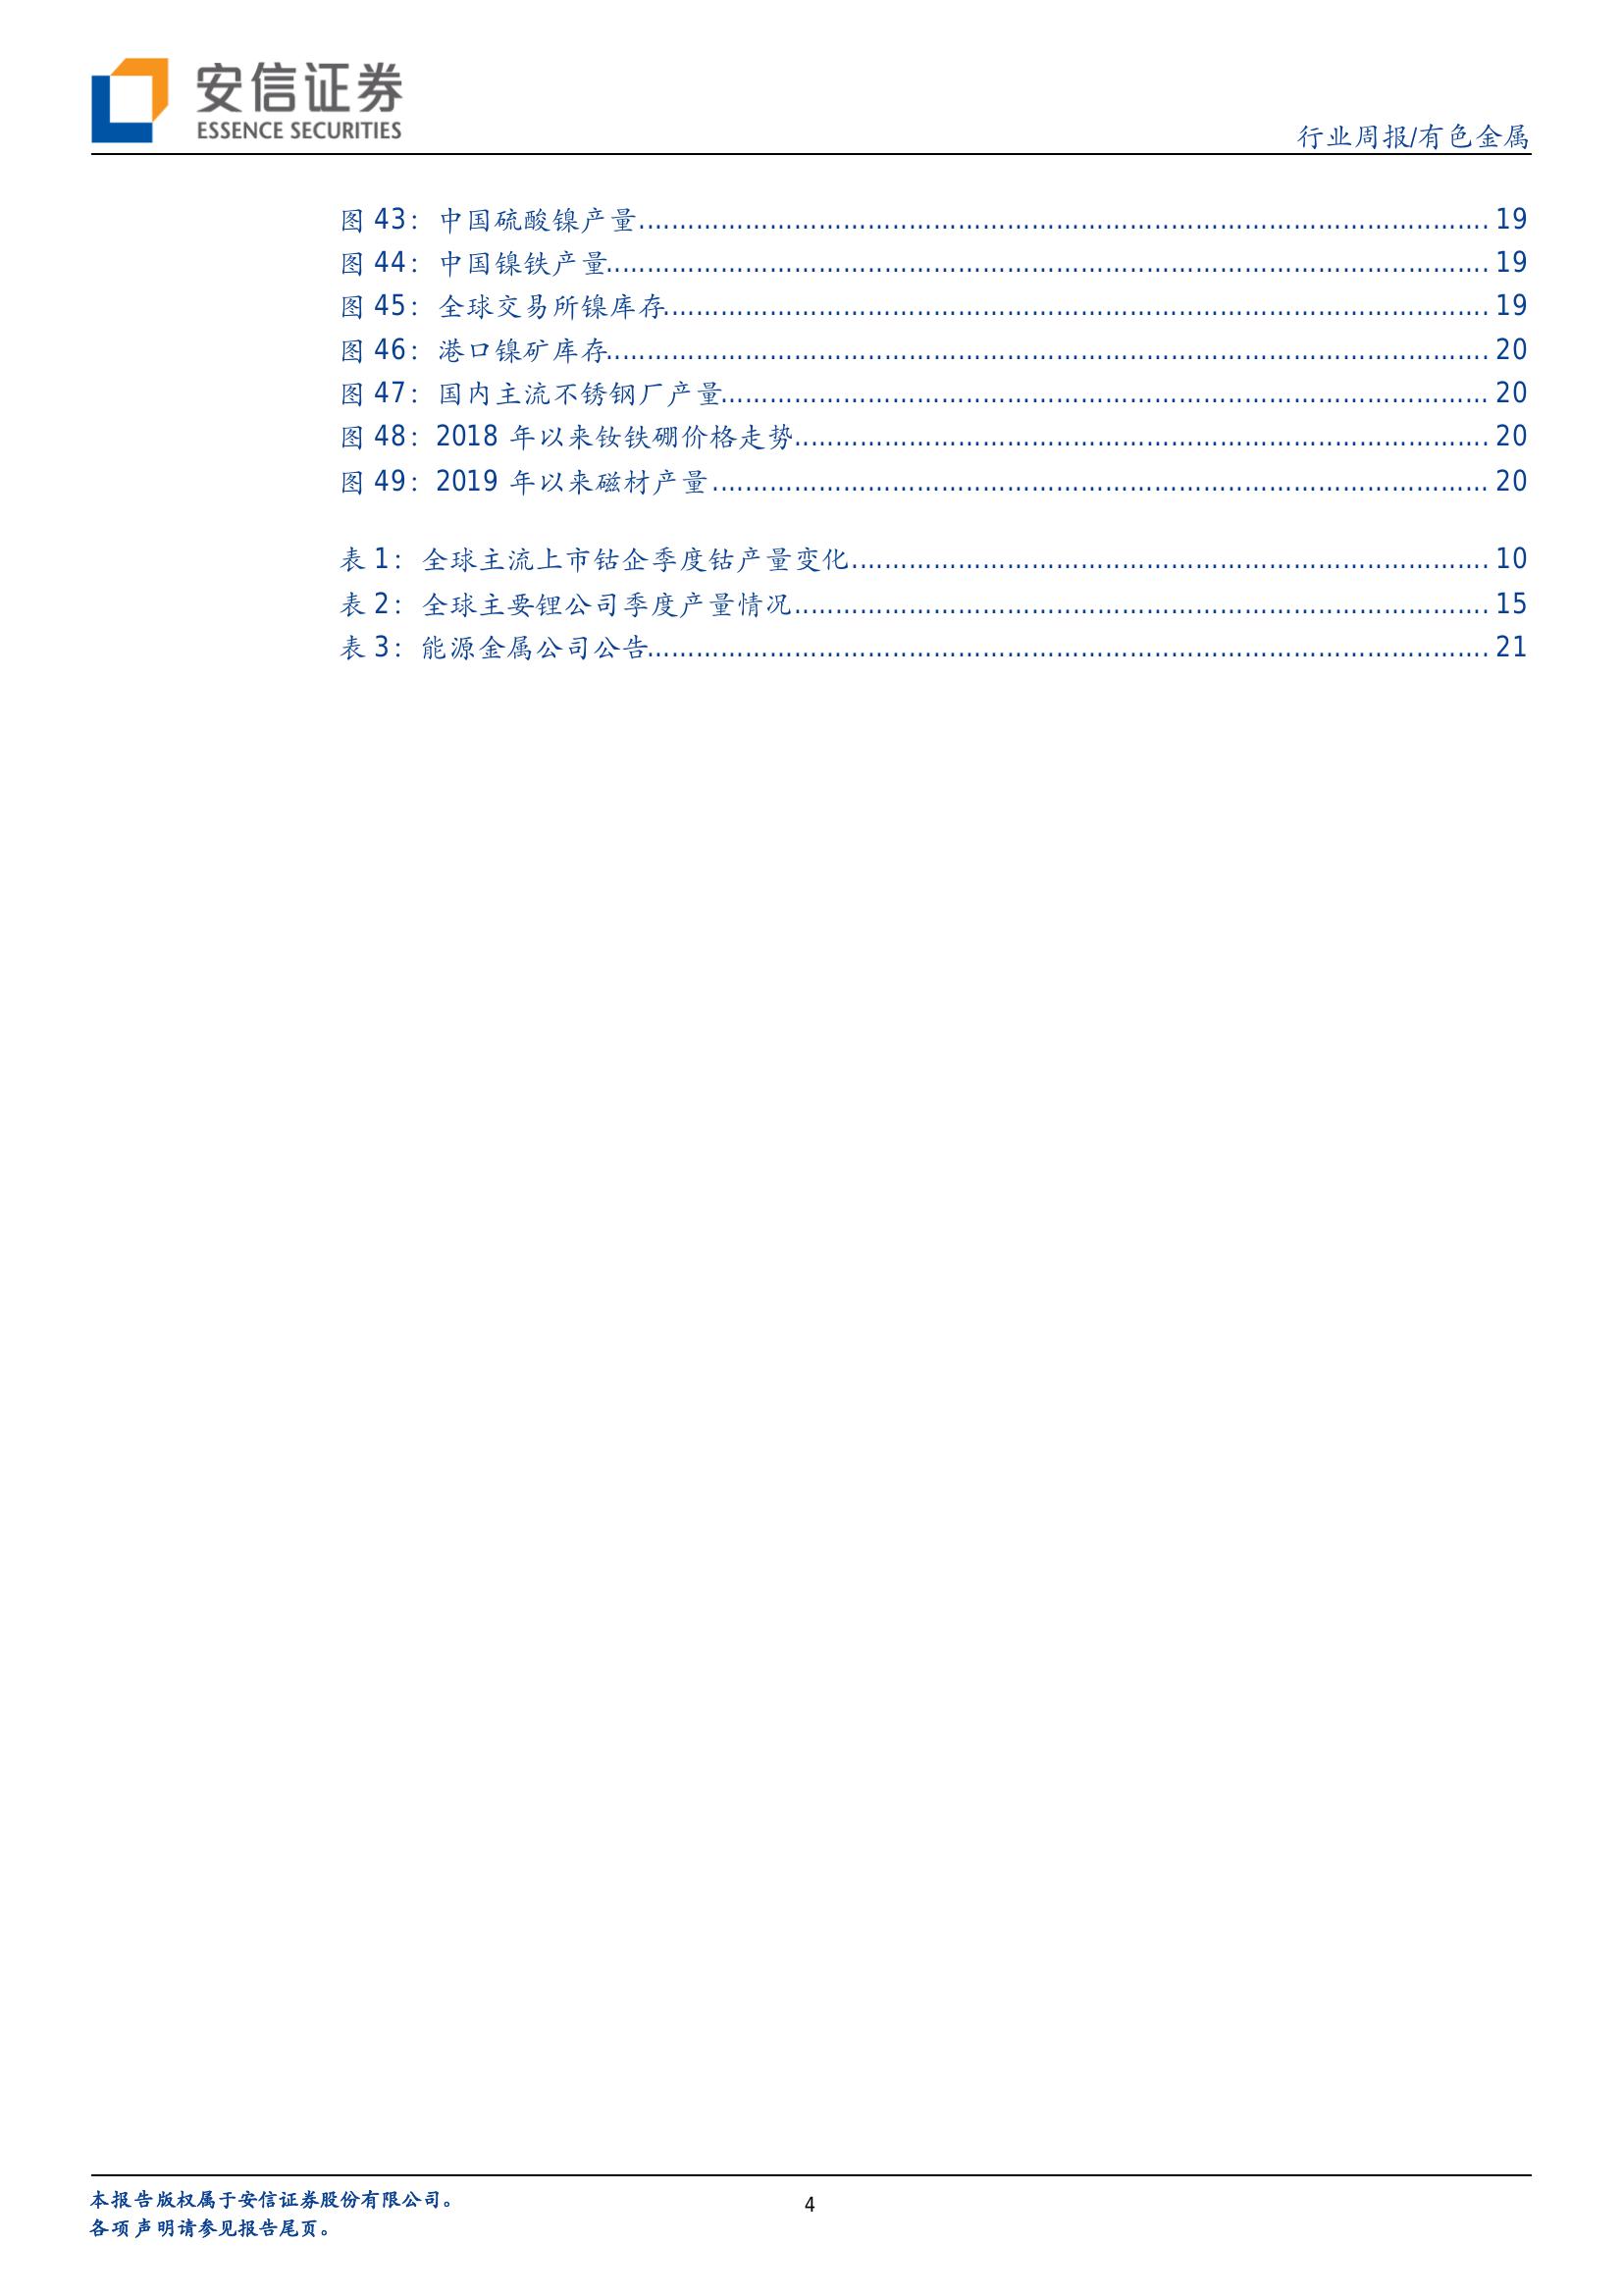 安信证券
ESSENCE SECURITIES
行业周报/有色金属
图 43：中国硫酸镍产量 19
图 44：中国镍铁产量 19
图 45：全球交易所镍库存 19
图 46：港口镍矿库存 20
图 47：国内主流不锈钢厂产量 20
图 48：2018 年以来钕铁硼价格走势 20
图 49：2019 年以来磁材产量 20
表 1：全球主流上市钴企季度钴产量变化 10
表 2：全球主要锂公司季度产量情况 15
表 3：能源金属公司公告 21
本报告版权属于安信证券股份有限公司。
4
各项声明请参见报告尾页。